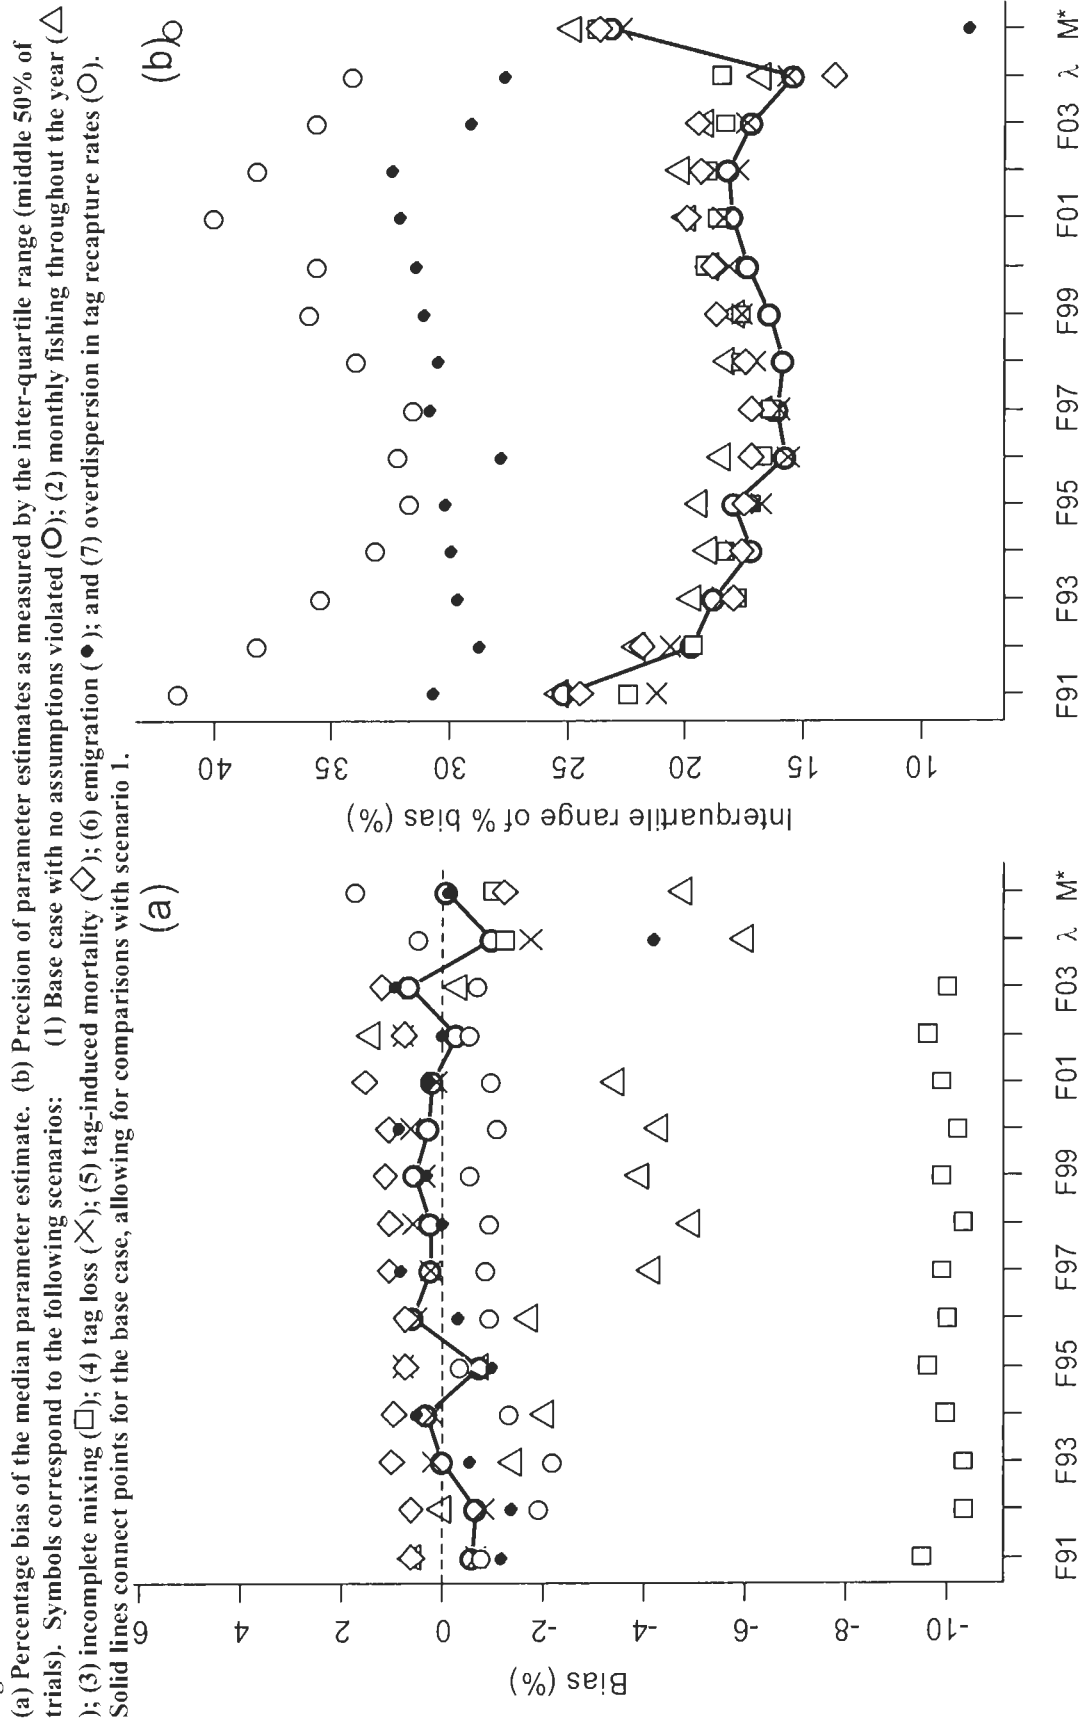 (a) Percentage bias of the median parameter estimate. (b) Precision of parameter estimates as measured by the inter-quartile range (middle 50% of
trials). Symbols correspond to the following scenarios: (1) Base case with no assumptions violated (O); (2) monthly fishing throughout the year (△
); (3) incomplete mixing (□); (4) tag loss (×); (5) tag-induced mortality (◇); (6) emigration (•); and (7) overdispersion in tag recapture rates (○).
Solid lines connect points for the base case, allowing for comparisons with scenario 1.
(a)
Bias (%)
6
4
2
0
-2
-4
-6
-8
-10
F91 F93 F95 F97 F99 F01 F03 λ M*
(b)
Interquartile range of % bias (%)
40
35
30
25
20
15
10
F91 F93 F95 F97 F99 F01 F03 λ M*